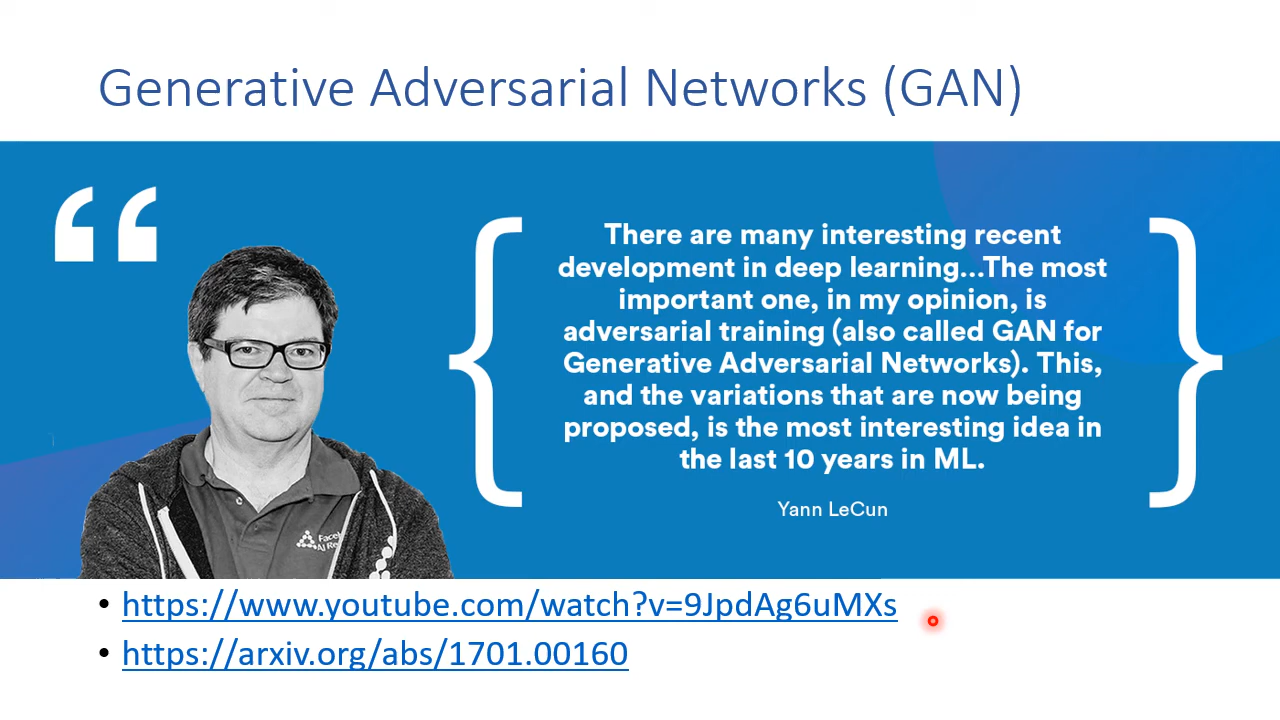 Generative Adversarial Networks (GAN)
There are many interesting recent
development in deep learning...The most
important one, in my opinion, is
adversarial training (also called GAN for
Generative Adversarial Networks). This,
and the variations that are now being
proposed, is the most interesting idea in
the last 10 years in ML.
Yann LeCun
• https://www.youtube.com/watch?v=9JpdAg6uMXs
• https://arxiv.org/abs/1701.00160